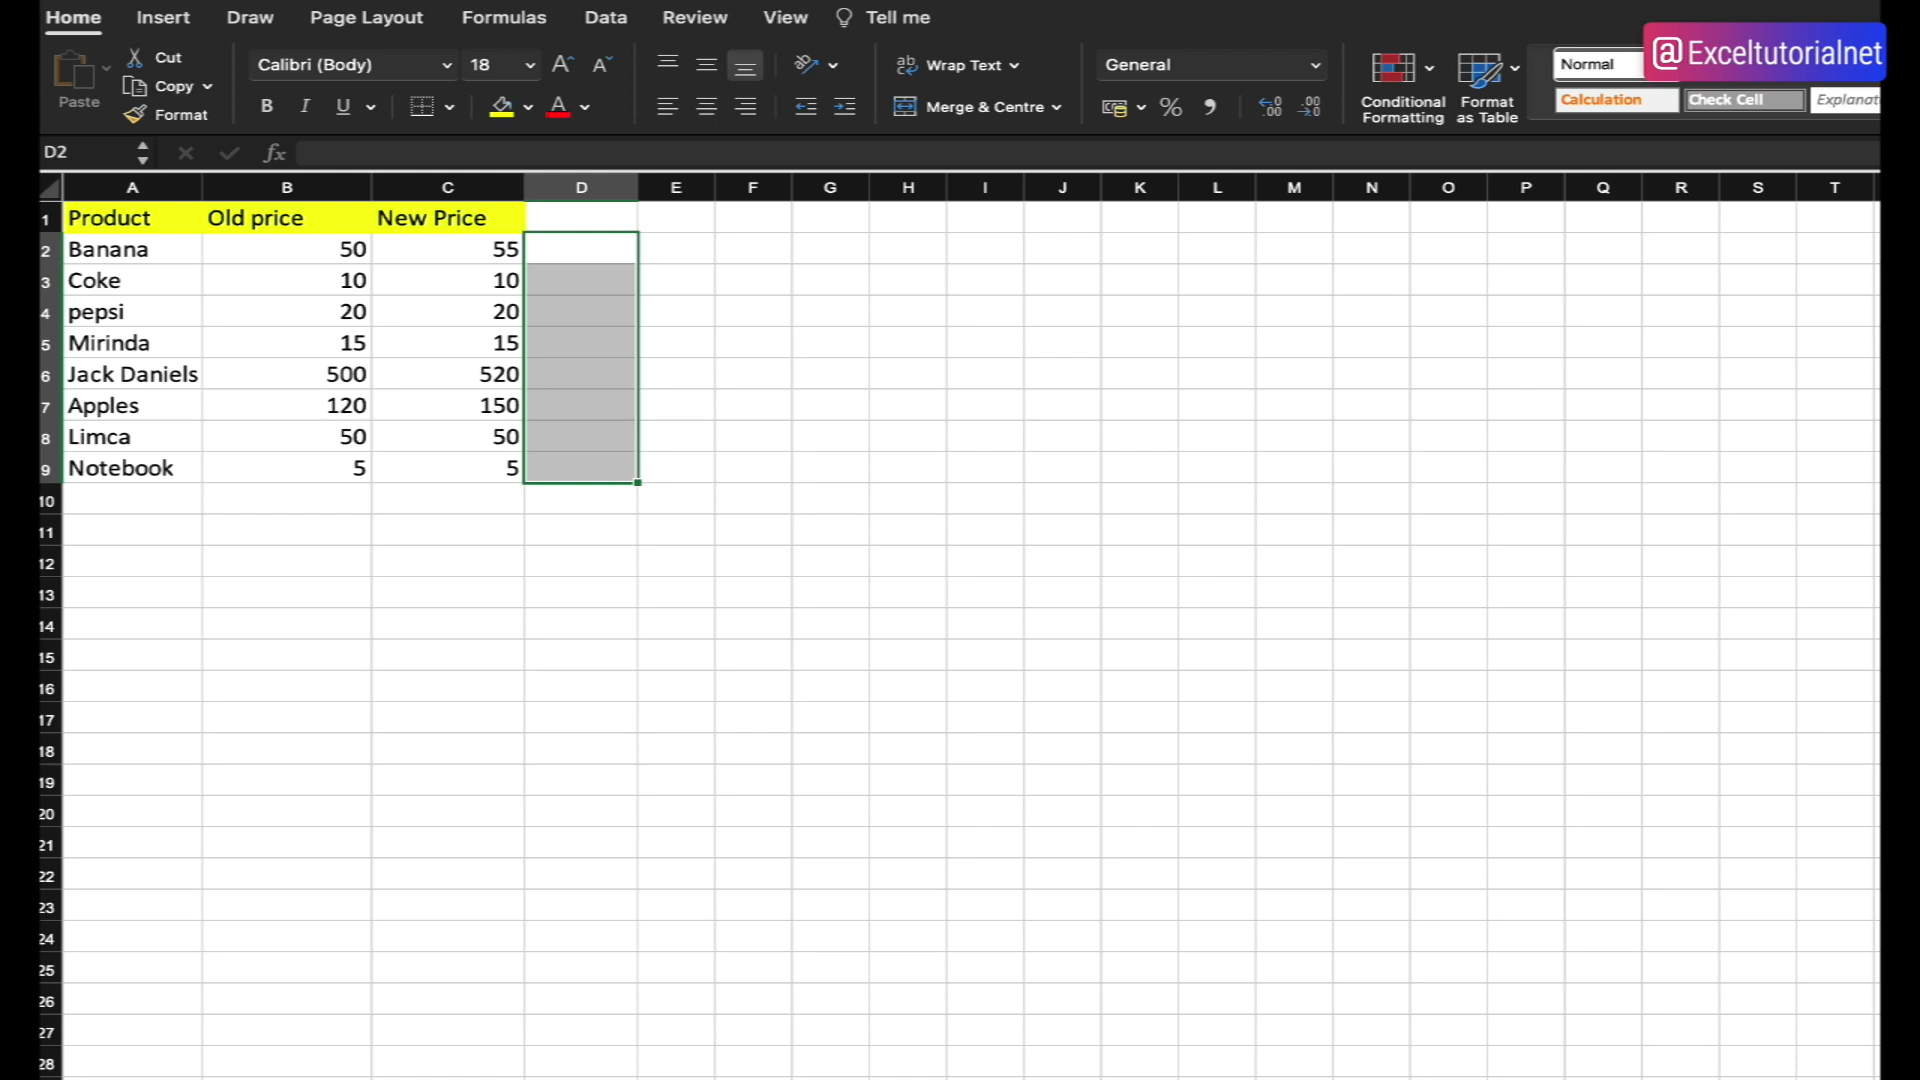 Home Insert Draw Page Layout Formulas Data Review View Tell me
@Exceltutorialnet
Paste
Cut
Copy
Format
Calibri (Body) 18
B I U A
Wrap Text
Merge & Centre
General
%
Conditional Formatting
Format as Table
Normal
Calculation Check Cell Explanat
D2 fx
A B C D E F G H I J K L M N O P Q R S T
1 Product Old price New Price
2 Banana 50 55
3 Coke 10 10
4 pepsi 20 20
5 Mirinda 15 15
6 Jack Daniels 500 520
7 Apples 120 150
8 Limca 50 50
9 Notebook 5 5
10
11
12
13
14
15
16
17
18
19
20
21
22
23
24
25
26
27
28